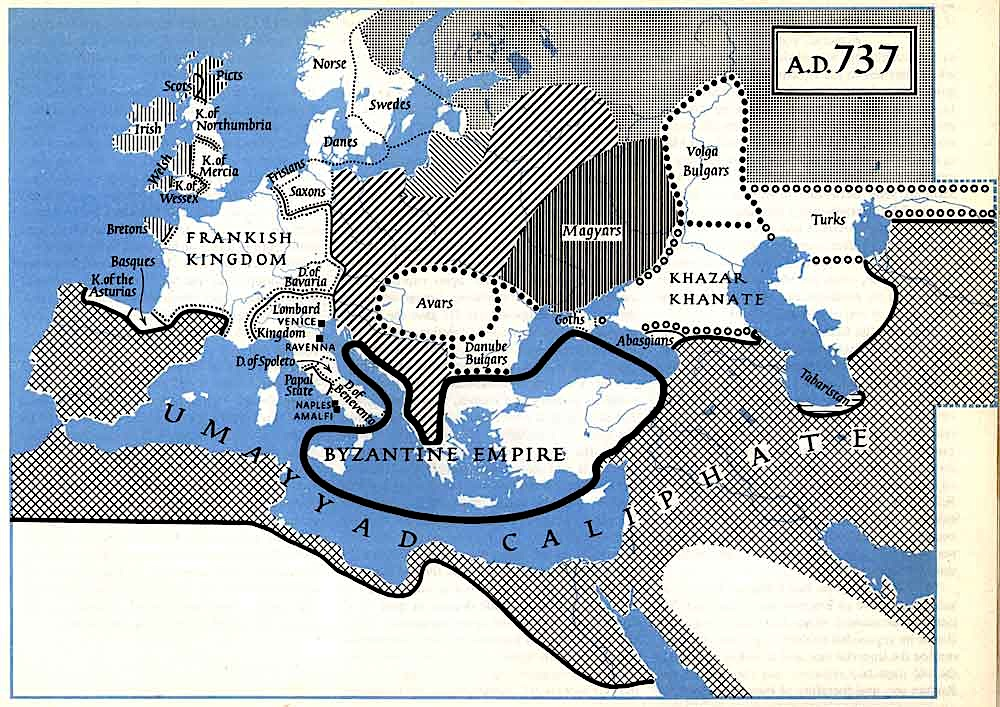 A.D. 737
Norse
Picts
Scots
Swedes
K. of
Northumbria
Irish
Danes
Welsh
K. of
Mercia
Frisians
Saxons
Volga
Bulgars
K. of
Wessex
Turks
Bretons
Magyars
FRANKISH
KINGDOM
Basques
K. of the
Asturias
D. of
Bavaria
KHAZAR
KHANATE
Avars
Lombard
Kingdom
VENICE
RAVENNA
Goths
Abasgians
Danube
Bulgars
D. of Spoleto
Papal
State
D. of
Benevento
NAPLES
AMALFI
Tabaristan
UMAYYAD CALIPHATE
BYZANTINE EMPIRE